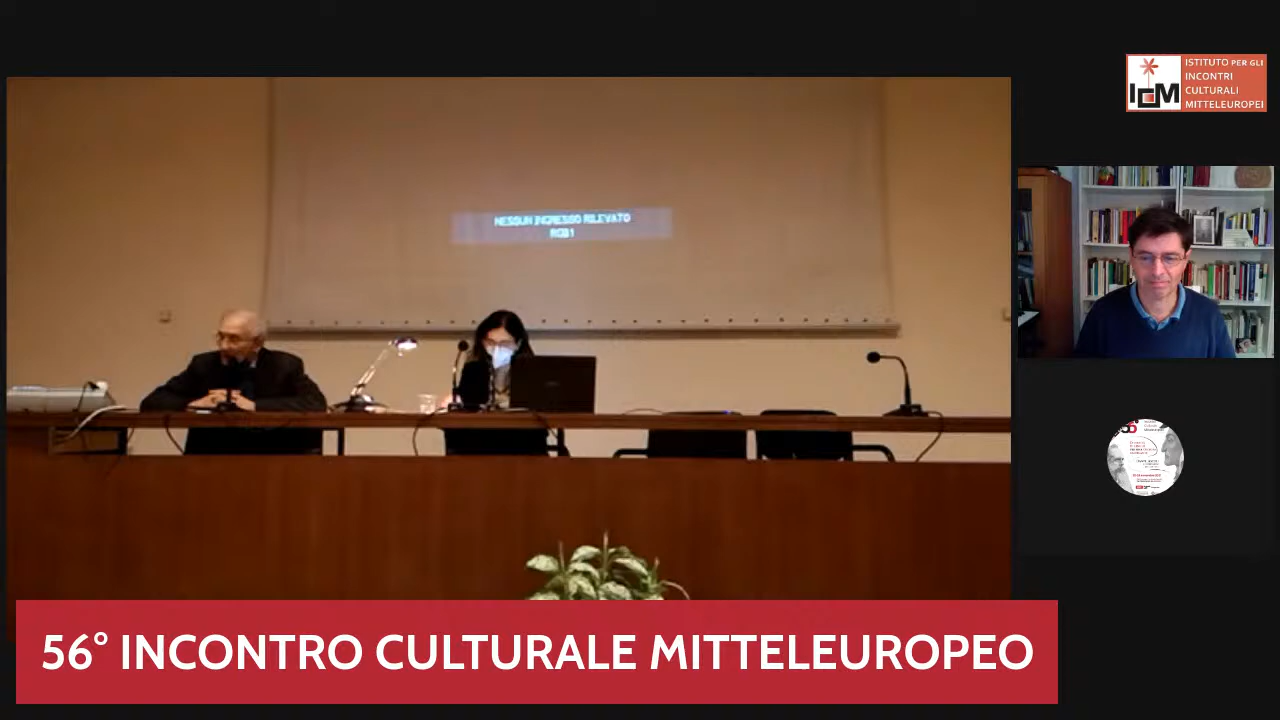 ISTITUTO PER GLI
INCONTRI
CULTURALI
MITTELEUROPEI
ICM
NESSUN INGRESSO RILEVATO
RGB1
56° INCONTRO CULTURALE MITTELEUROPEO